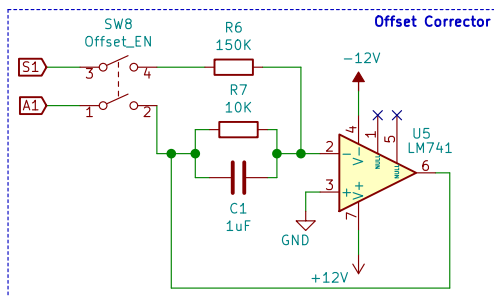 Offset Corrector
SW8
Offset_EN
S1
3
4
R6
150K
-12V
A1
1
2
R7
10K
4
1
5
U5
LM741
2
-
V-
NULL
NULL
6
3
+
V+
7
C1
1uF
GND
+12V